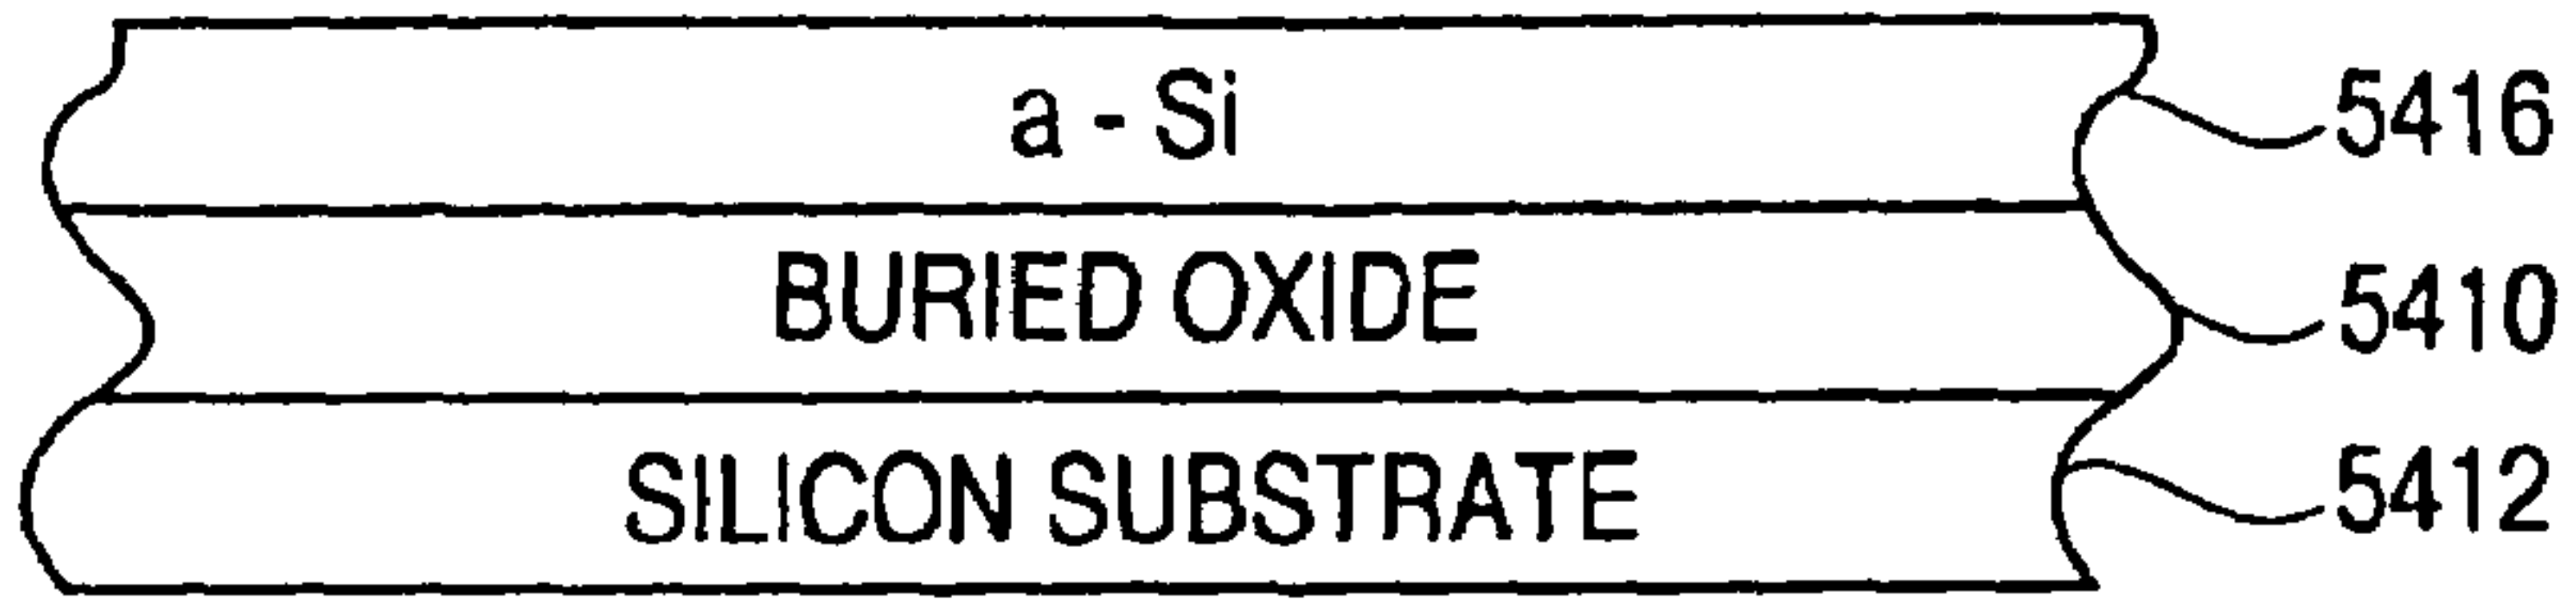 a - Si
5416
BURIED OXIDE
5410
SILICON SUBSTRATE
5412